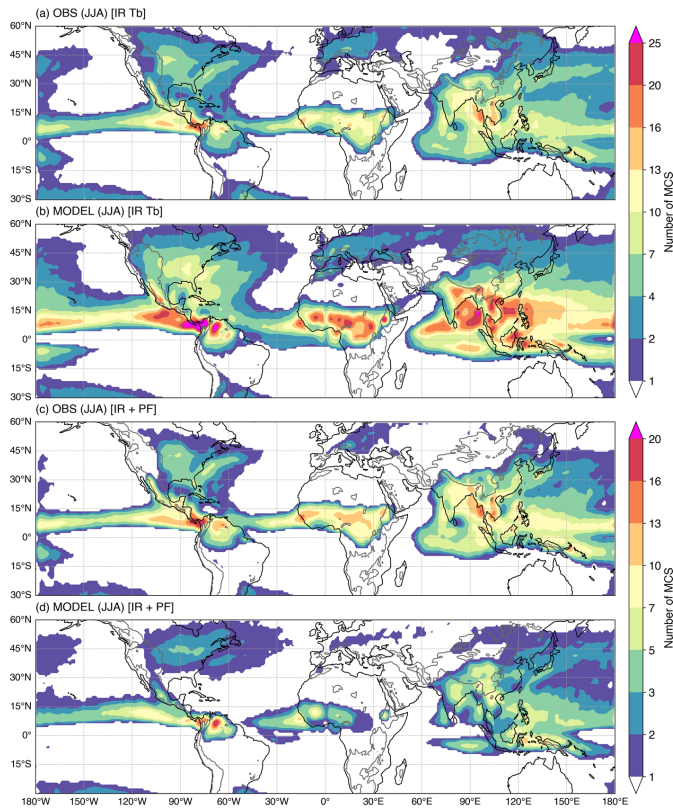 (a) OBS (JJA) [IR Tb]
60°N
45°N
30°N
15°N
0°
15°S
30°S
(b) MODEL (JJA) [IR Tb]
60°N
45°N
30°N
15°N
0°
15°S
30°S
25
20
16
13
10
7
4
2
1
Number of MCS
(c) OBS (JJA) [IR + PF]
60°N
45°N
30°N
15°N
0°
15°S
30°S
(d) MODEL (JJA) [IR + PF]
60°N
45°N
30°N
15°N
0°
15°S
30°S
180° 150°W 120°W 90°W 60°W 30°W 0° 30°E 60°E 90°E 120°E 150°E 180°E
20
16
13
10
7
5
3
2
1
Number of MCS